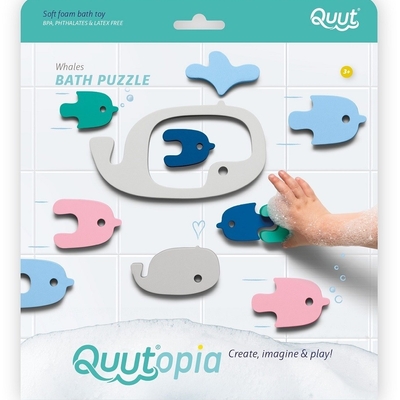 Soft foam bath toy
BPA, PHTHALATES & LATEX FREE
Quut
Whales
BATH PUZZLE
3+
Quutopia
Create, imagine & play!